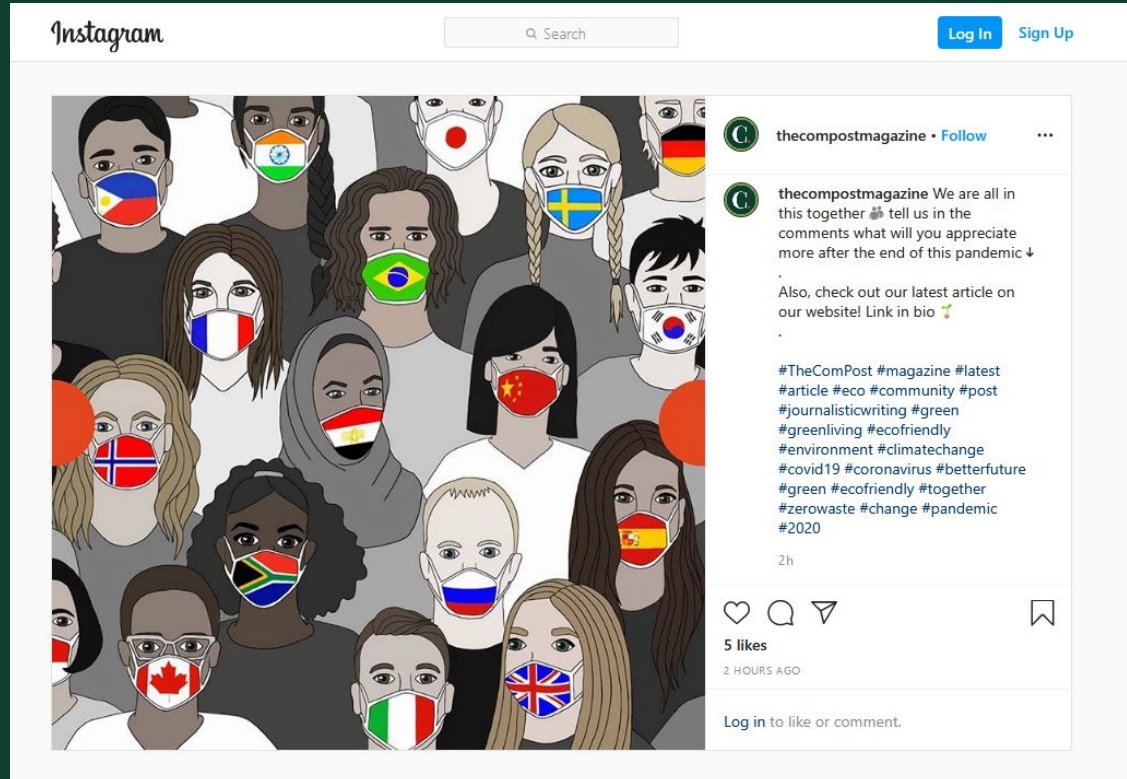 Instagram
Search
Log In
Sign Up
C
thecompostmagazine • Follow
C
thecompostmagazine We are all in
this together tell us in the
comments what will you appreciate
more after the end of this pandemic ↓
.
Also, check out our latest article on
our website! Link in bio
.
#TheComPost #magazine #latest
#article #eco #community #post
#journalisticwriting #green
#greenliving #ecofriendly
#environment #climatechange
#covid19 #coronavirus #betterfuture
#green #ecofriendly #together
#zerowaste #change #pandemic
#2020
2h
5 likes
2 HOURS AGO
Log in to like or comment.